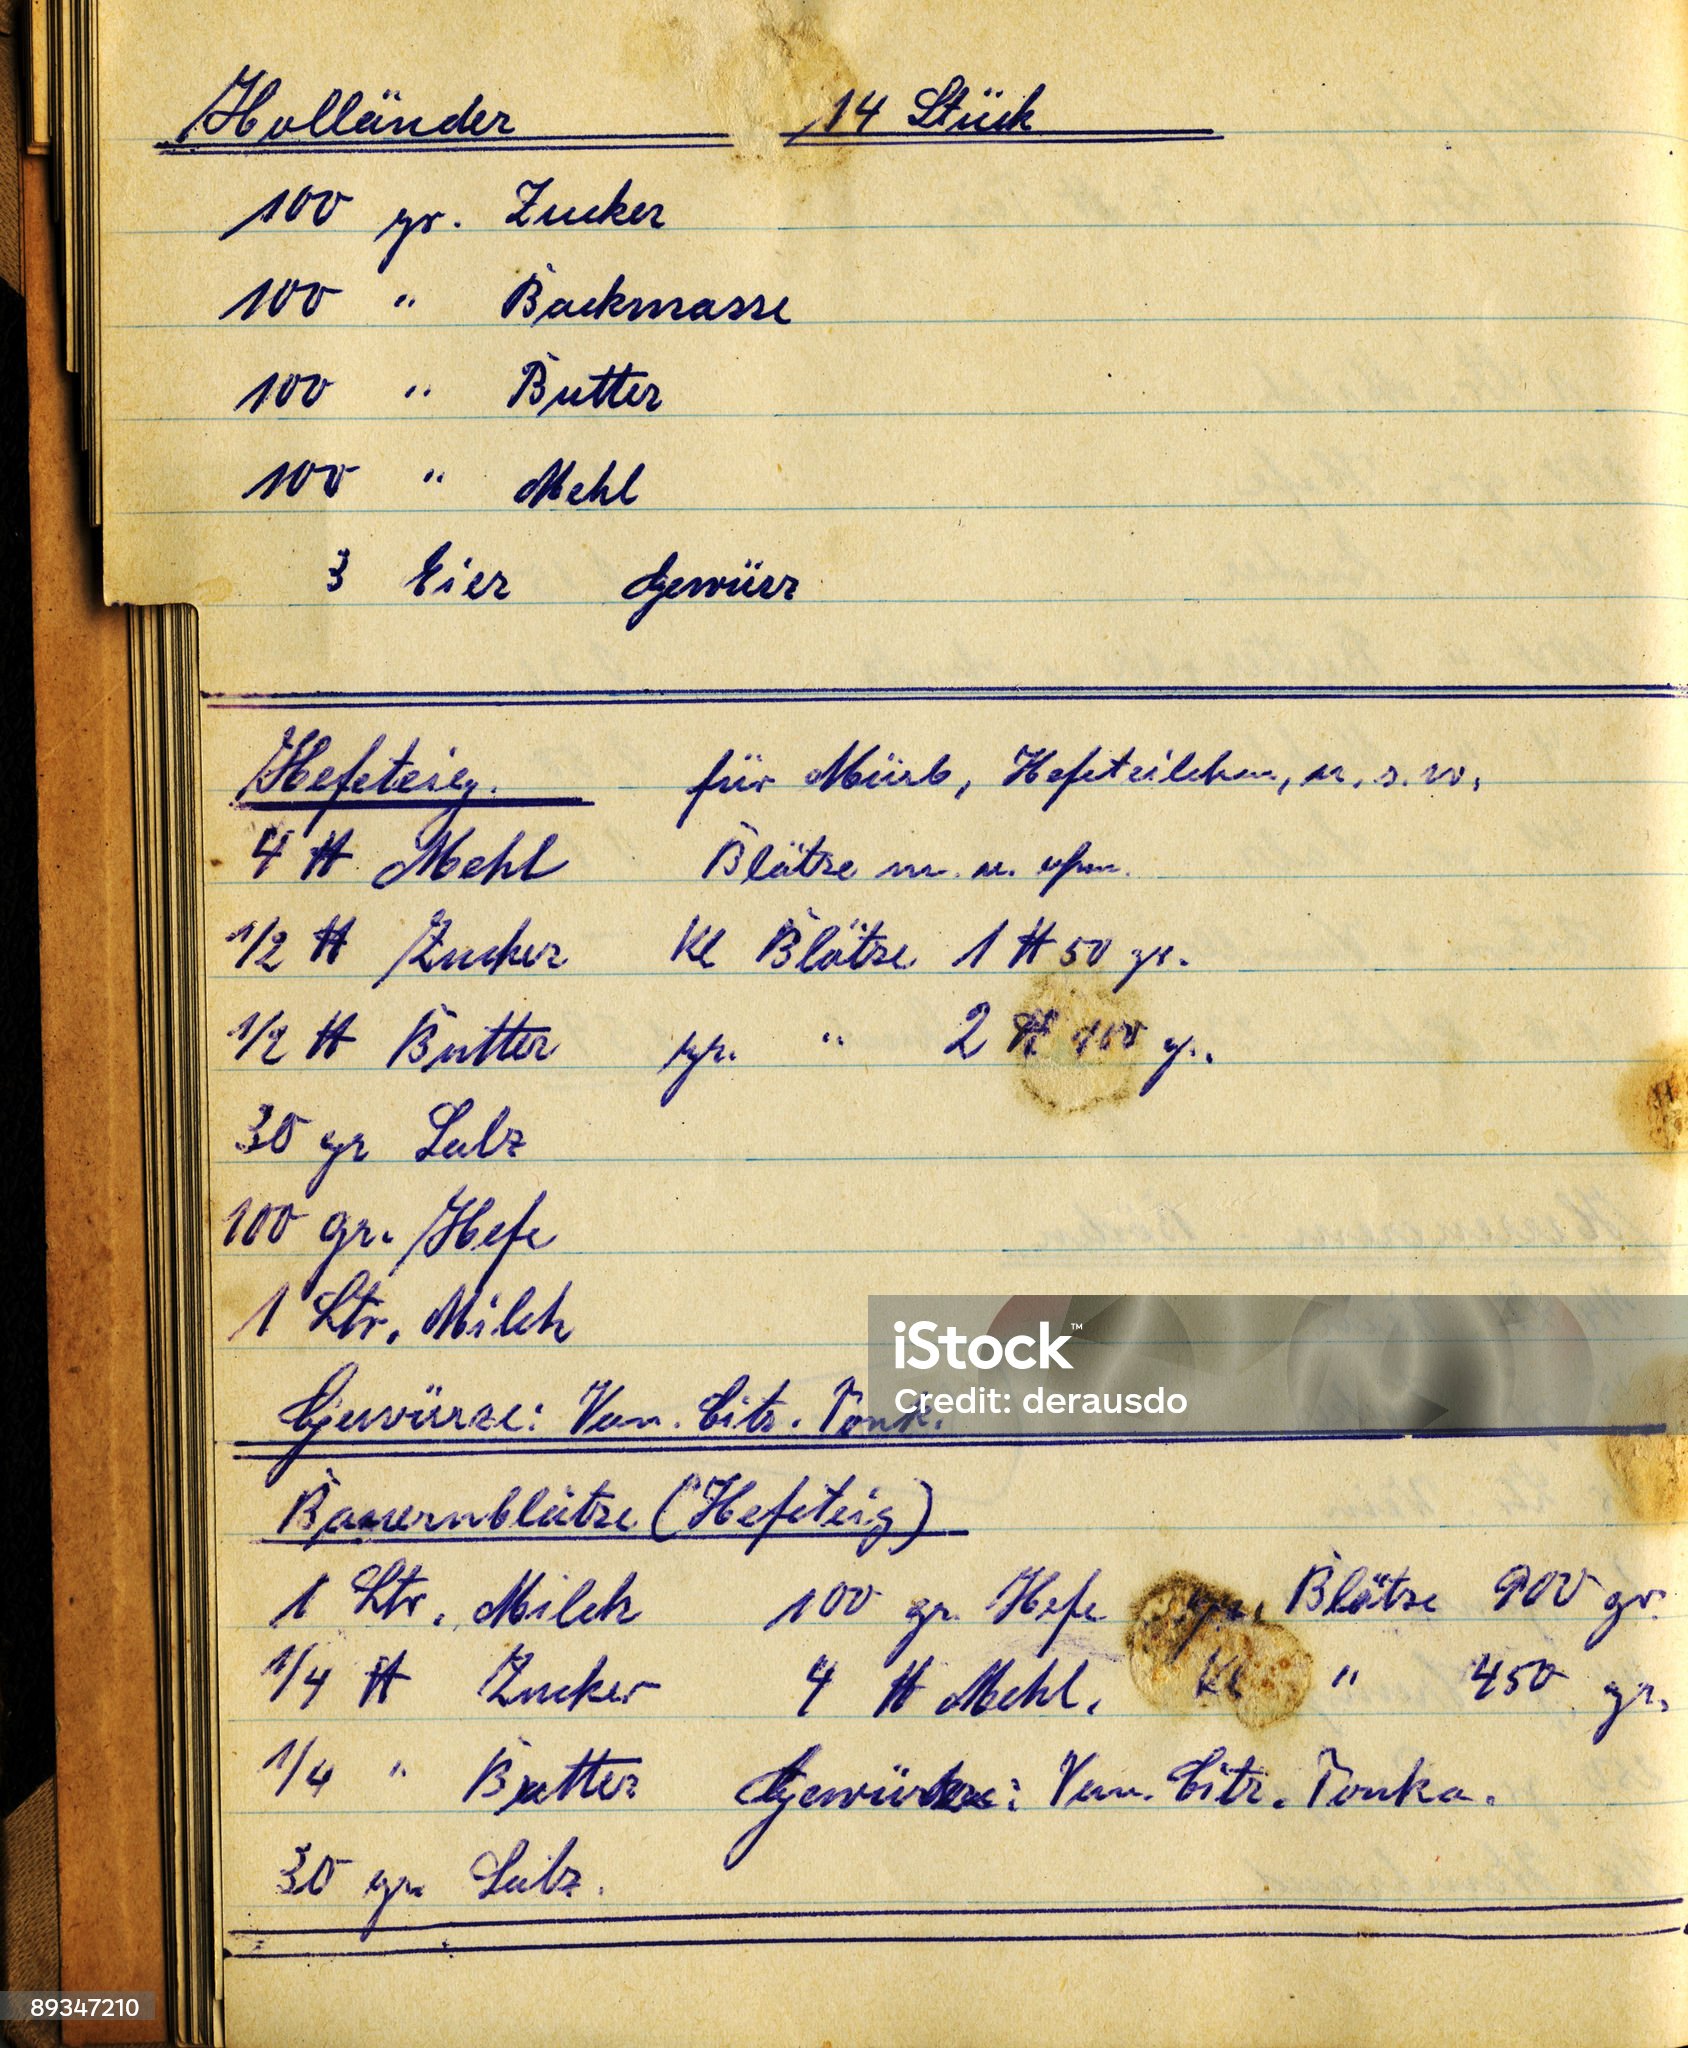 Holländer 14 Stück
100 gr. Zucker
100 " Backmasse
100 " Butter
100 " Mehl
3 Eier Gewürz
Hefeteig. für Mürb, Hefeteilchen, u. s. w.
4 ℔ Mehl Blätze m. u.
1/2 ℔ Zucker Kl Blätze 1 ℔ 50 gr.
1/2 ℔ Butter gr. " 2 ℔ 100 g.
30 gr Salz
100 gr. Hefe
1 Ltr. Milch
Gewürze: Van. Citr. Tonk.
Bauernblätze (Hefeteig)
1 Ltr. Milch 100 gr. Hefe gr. Blätze 900 gr.
1/4 ℔ Zucker 4 ℔ Mehl. Kl " 450 gr.
1/4 " Butter Gewürze: Van. Citr. Tonka.
30 gr. Salz.
iStock™
Credit: derausdo
89347210